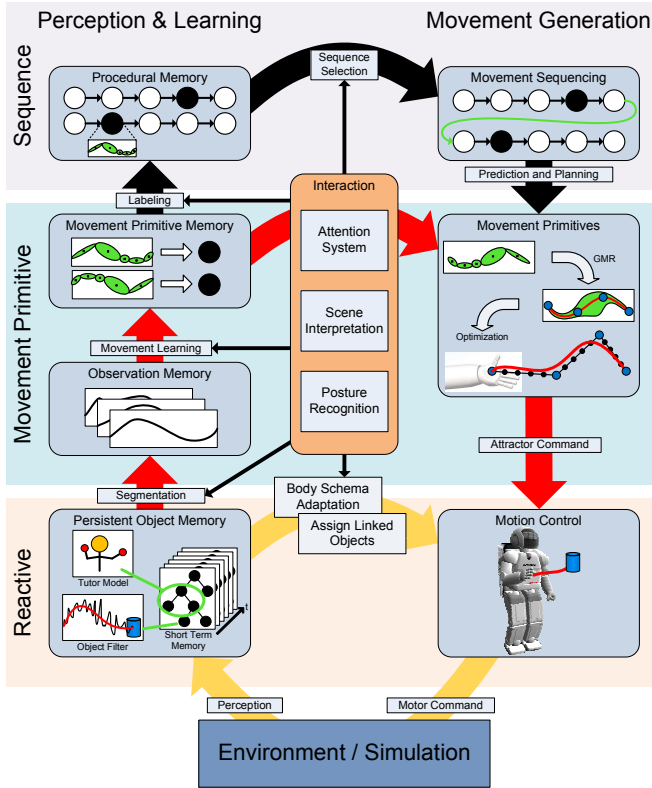 Perception & Learning
Movement Generation
Sequence
Procedural Memory
Sequence
Selection
Movement Sequencing
Prediction and Planning
Labeling
Interaction
Movement Primitive
Movement Primitive Memory
Attention
System
Movement Primitives
GMR
Scene
Interpretation
Optimization
Movement Learning
Observation Memory
Posture
Recognition
Attractor Command
Segmentation
Body Schema
Adaptation
Assign Linked
Objects
Reactive
Persistent Object Memory
Motion Control
Tutor Model
t
Object Filter
Short Term
Memory
Perception
Motor Command
Environment / Simulation